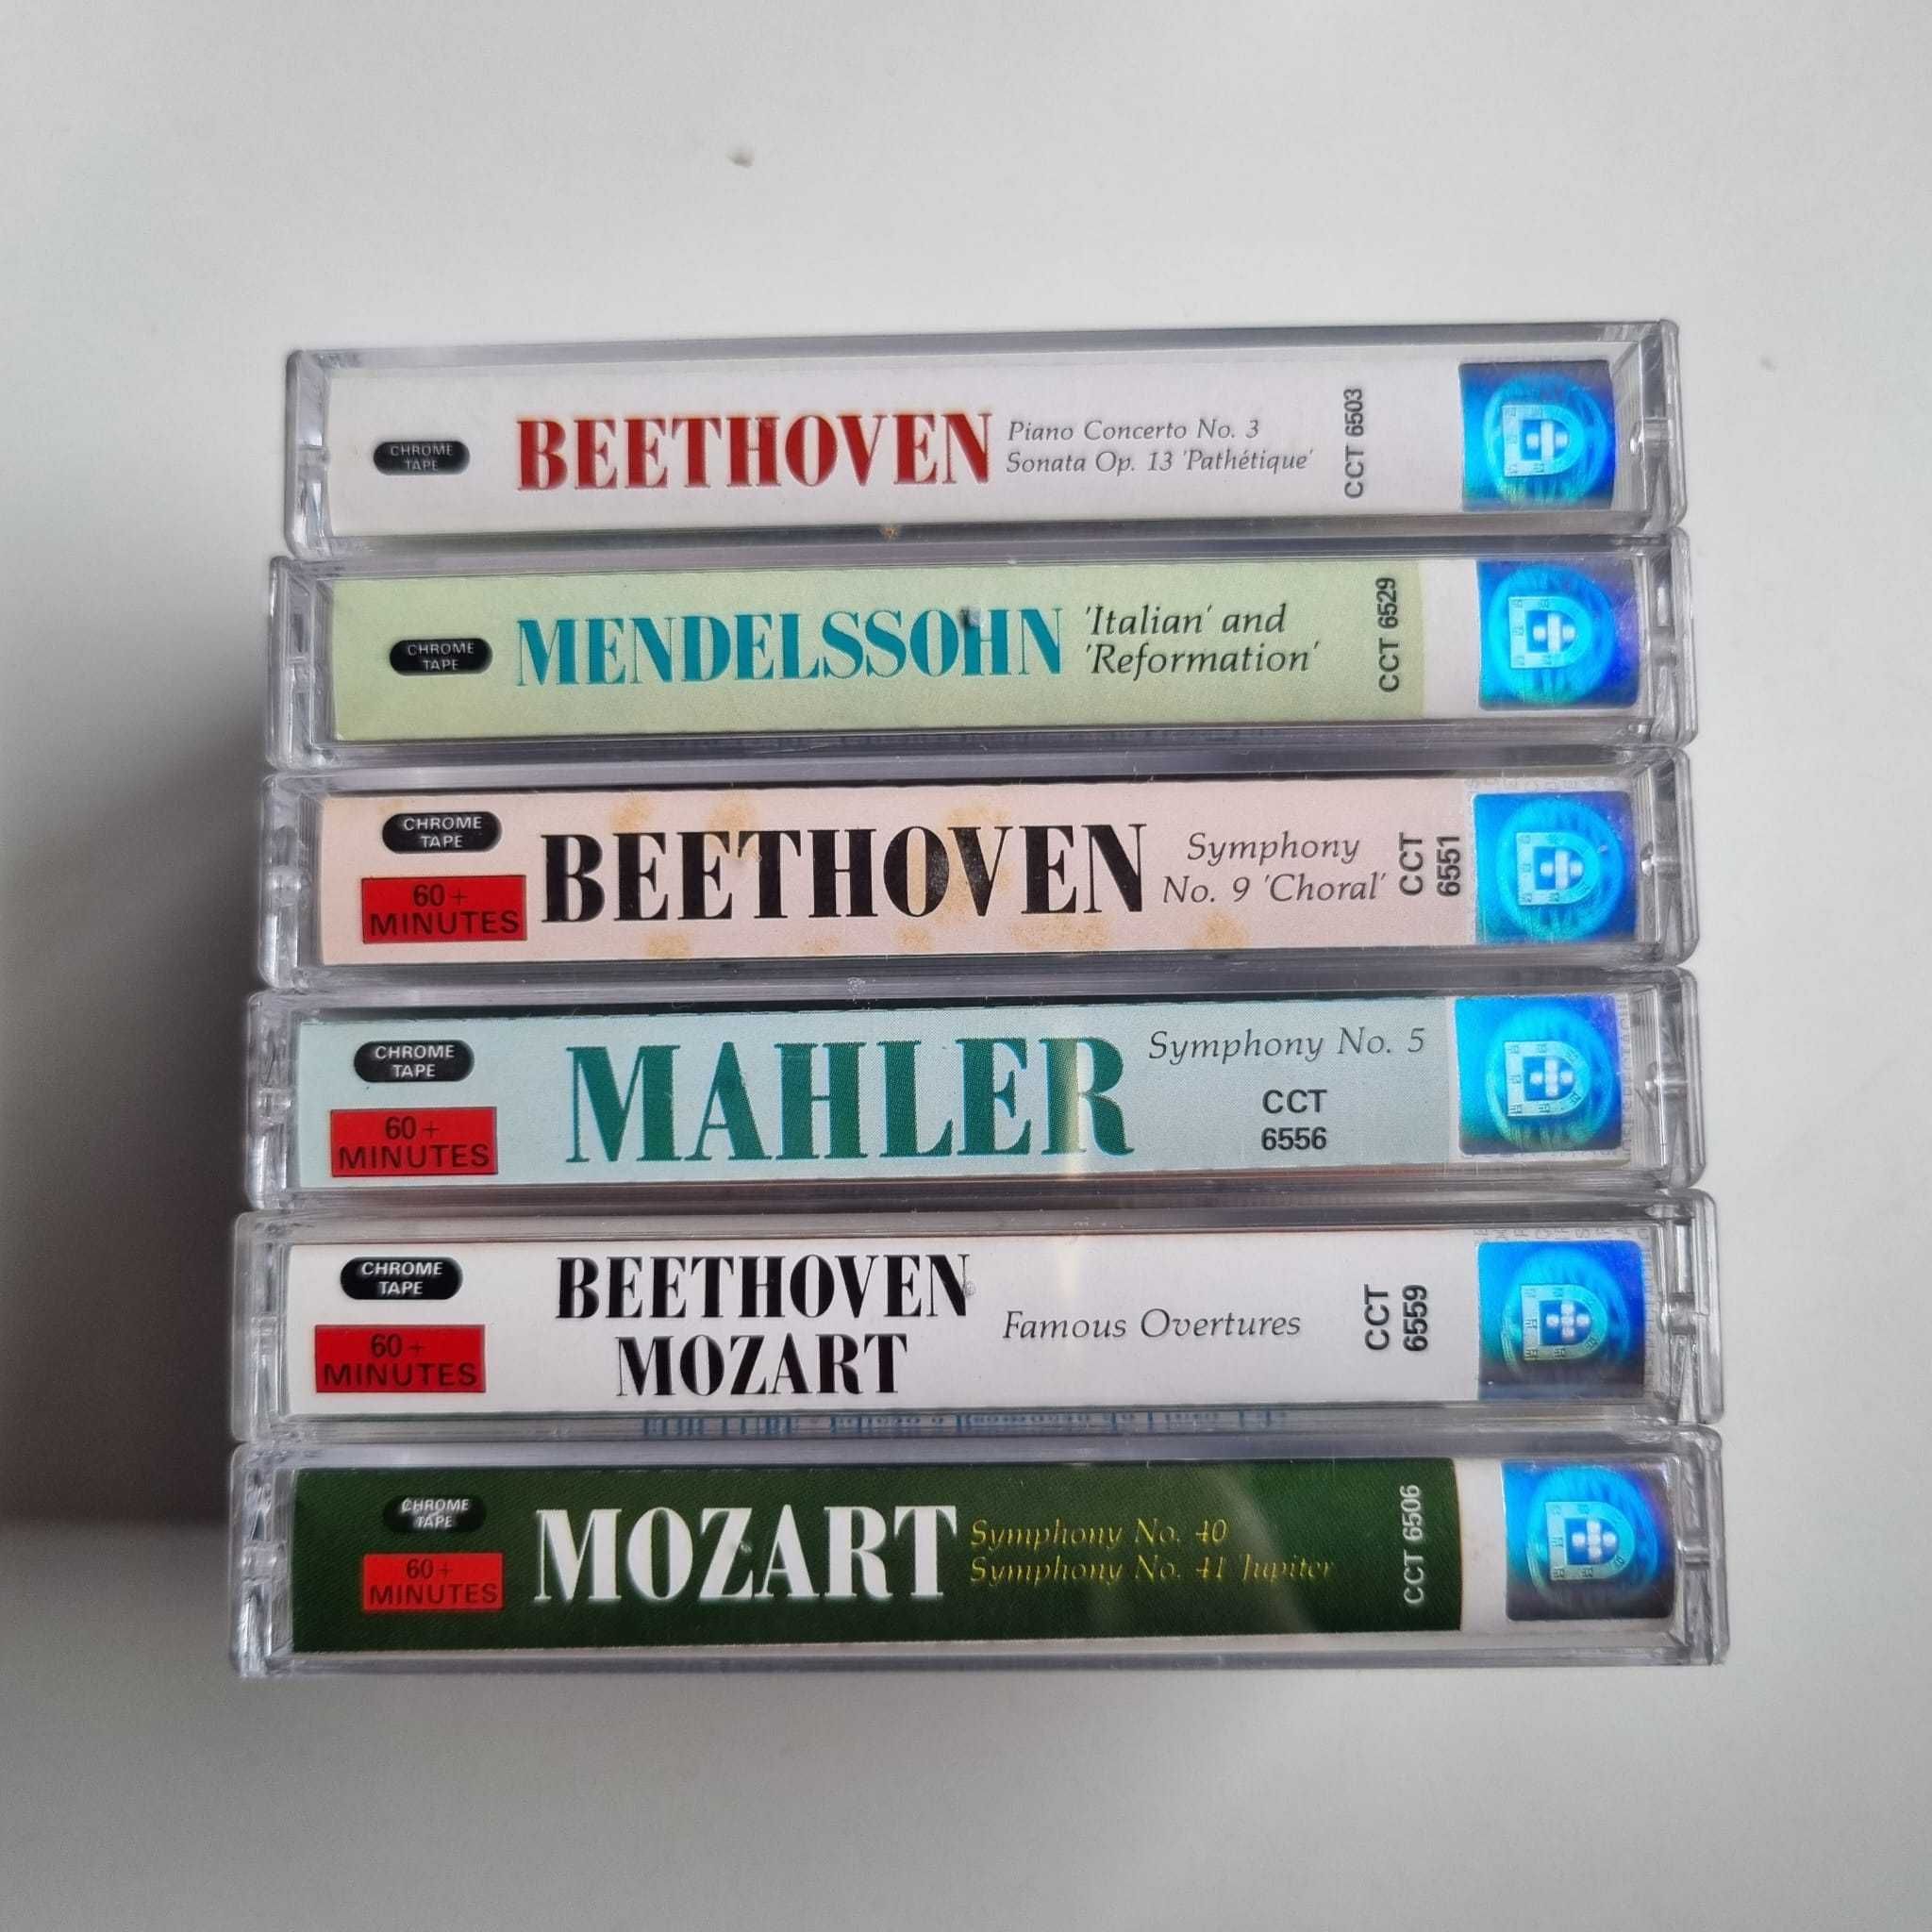 CHROME
TAPE
BEETHOVEN
Piano Concerto No. 3
Sonata Op. 13 'Pathétique'
CCT 6503
CHROME
TAPE
MENDELSSOHN
'Italian' and
'Reformation'
CCT 6529
CHROME
TAPE
60+
MINUTES
BEETHOVEN
Symphony
No. 9 'Choral'
CCT
6551
CHROME
TAPE
60+
MINUTES
MAHLER
Symphony No. 5
CCT
6556
CHROME
TAPE
60+
MINUTES
BEETHOVEN
MOZART
Famous Overtures
CCT
6559
CHROME
TAPE
60+
MINUTES
MOZART
Symphony No. 40
Symphony No. 41 'Jupiter'
CCT 6506